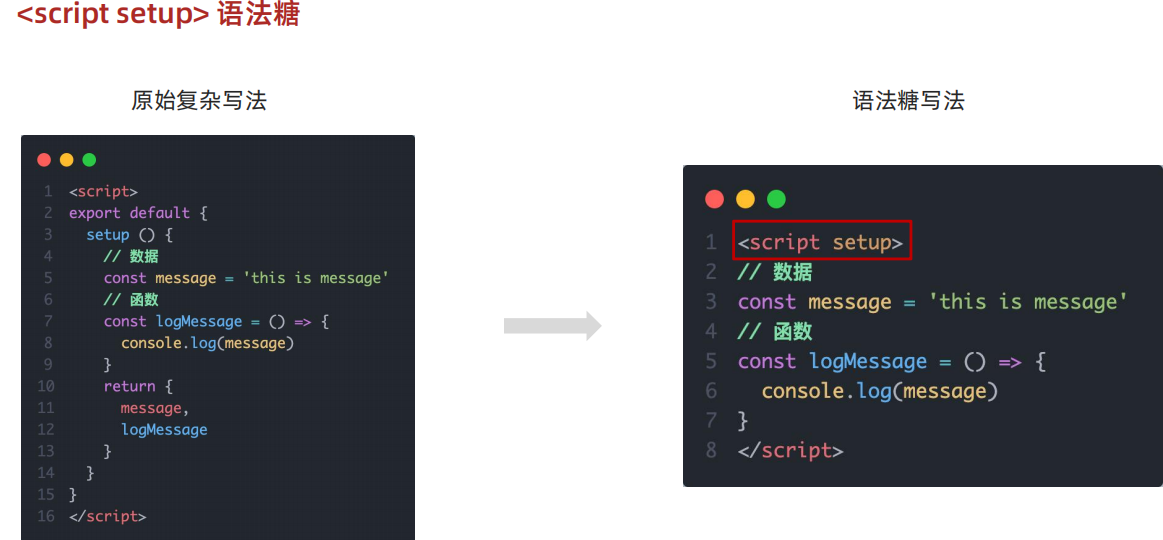 <script setup> 语法糖
原始复杂写法
1 <script>
2 export default {
3   setup () {
4     // 数据
5     const message = 'this is message'
6     // 函数
7     const logMessage = () => {
8       console.log(message)
9     }
10     return {
11       message,
12       logMessage
13     }
14   }
15 }
16 </script>
语法糖写法
1 <script setup>
2 // 数据
3 const message = 'this is message'
4 // 函数
5 const logMessage = () => {
6   console.log(message)
7 }
8 </script>